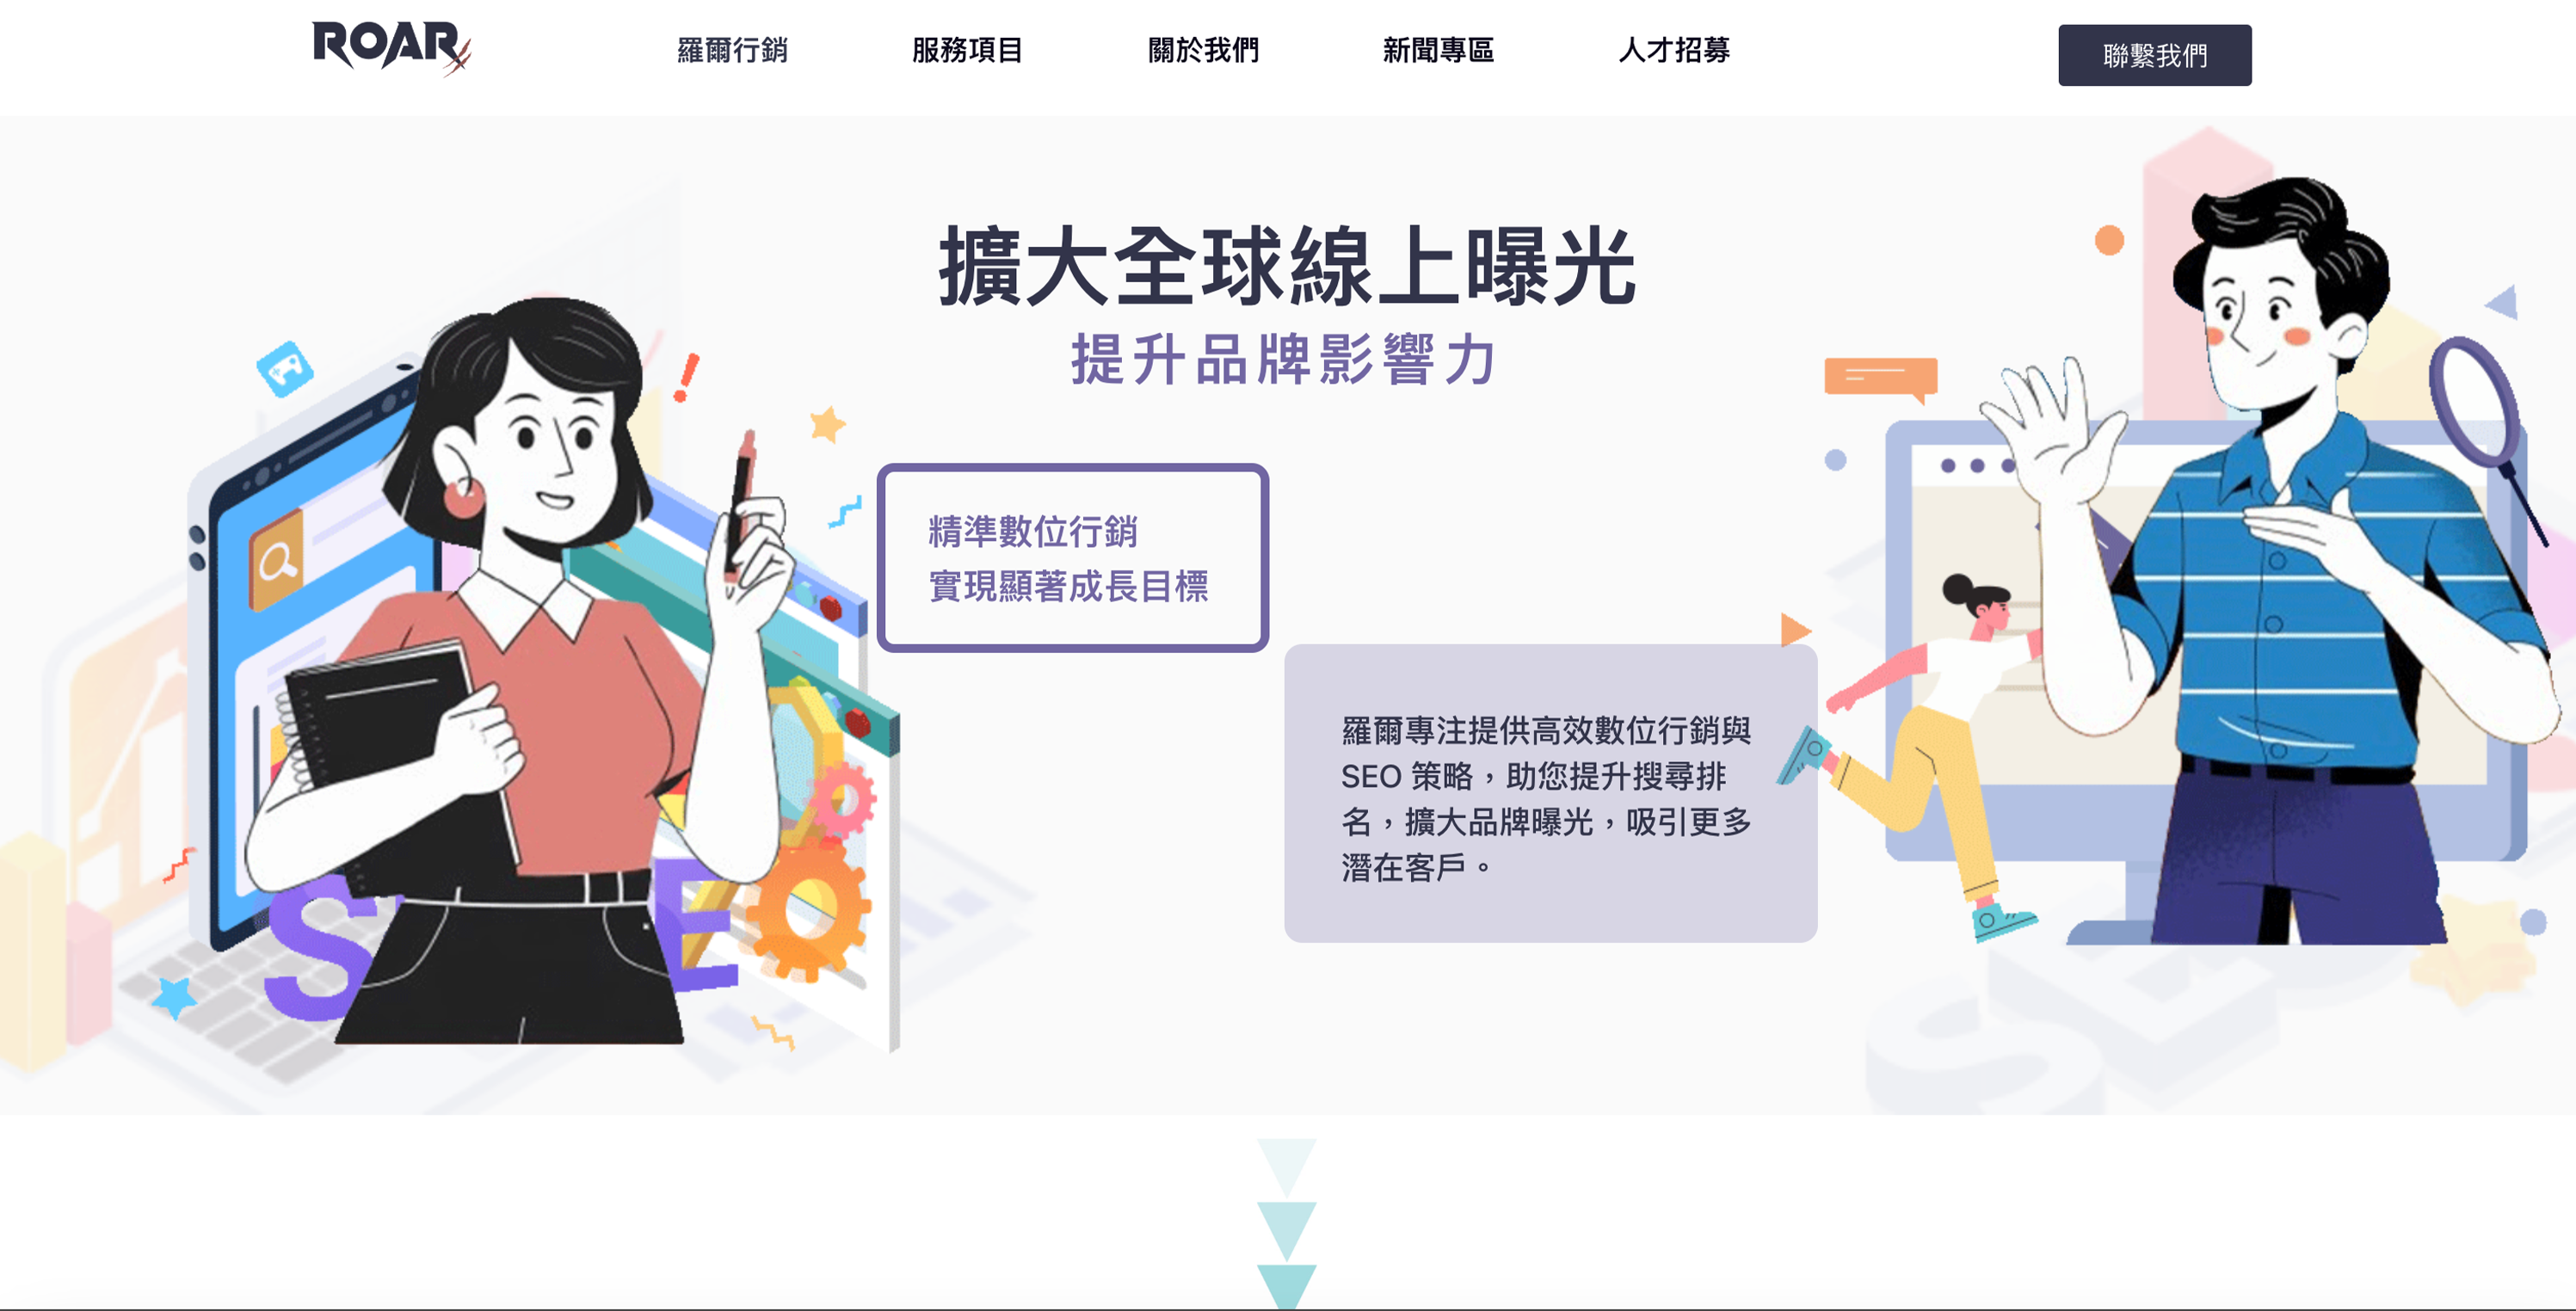 ROAR
羅爾行銷
服務項目
關於我們
新聞專區
人才招募
聯繫我們
擴大全球線上曝光
提升品牌影響力
精準數位行銷
實現顯著成長目標
羅爾專注提供高效數位行銷與
SEO 策略，助您提升搜尋排
名，擴大品牌曝光，吸引更多
潛在客戶。
S E
SEO